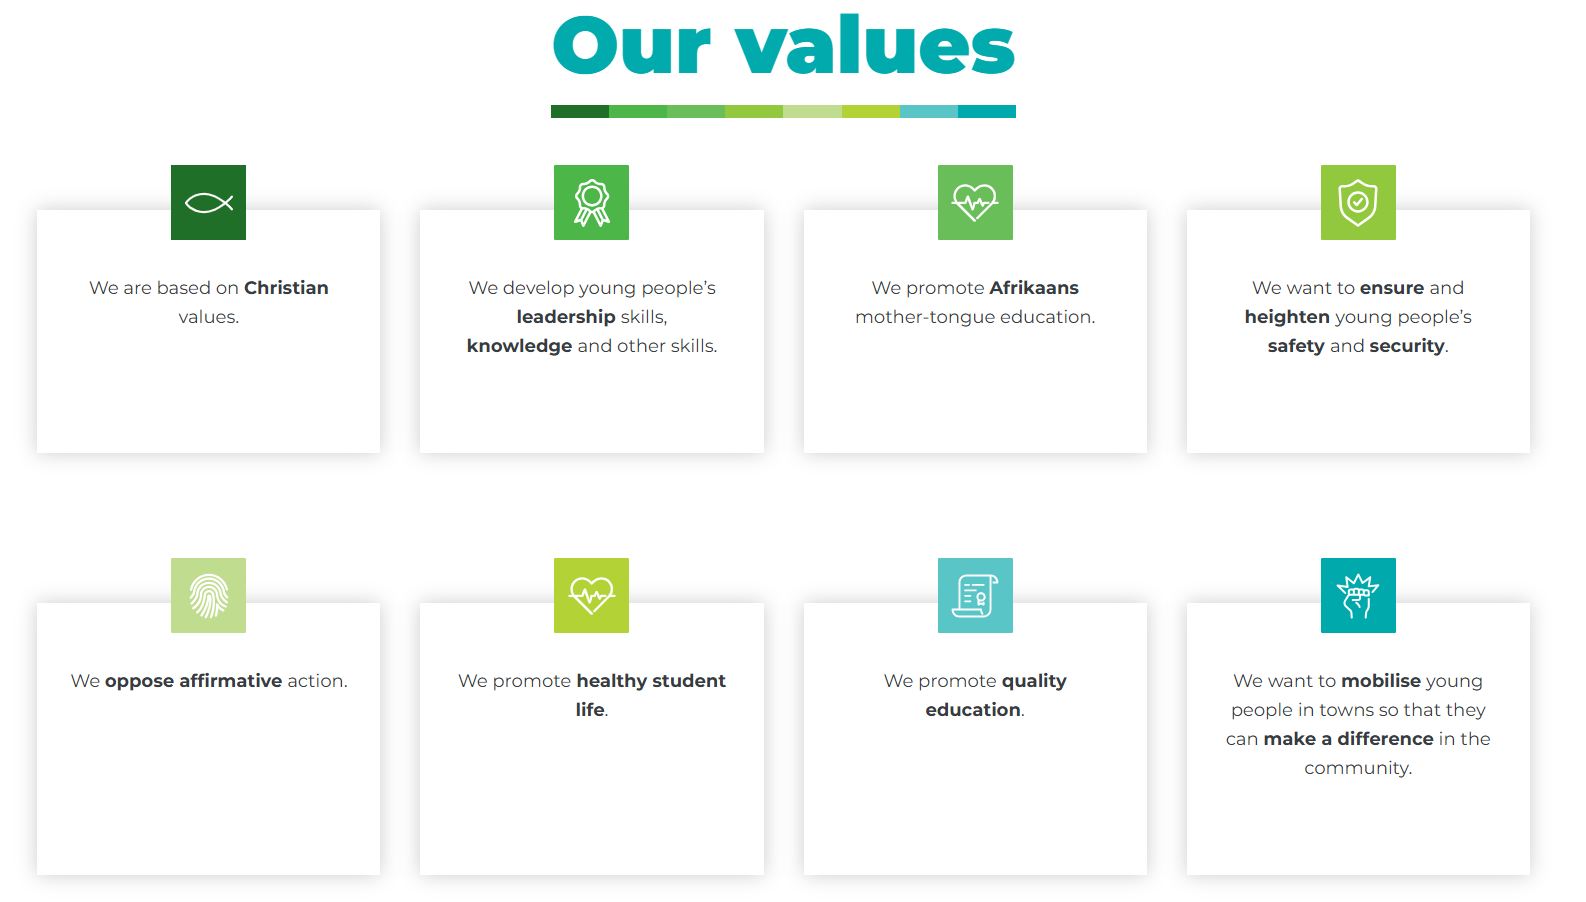 Our values
We are based on Christian
values.
We develop young people’s
leadership skills,
knowledge and other skills.
We promote Afrikaans
mother-tongue education.
We want to ensure and
heighten young people’s
safety and security.
We oppose affirmative action.
We promote healthy student
life.
We promote quality
education.
We want to mobilise young
people in towns so that they
can make a difference in the
community.